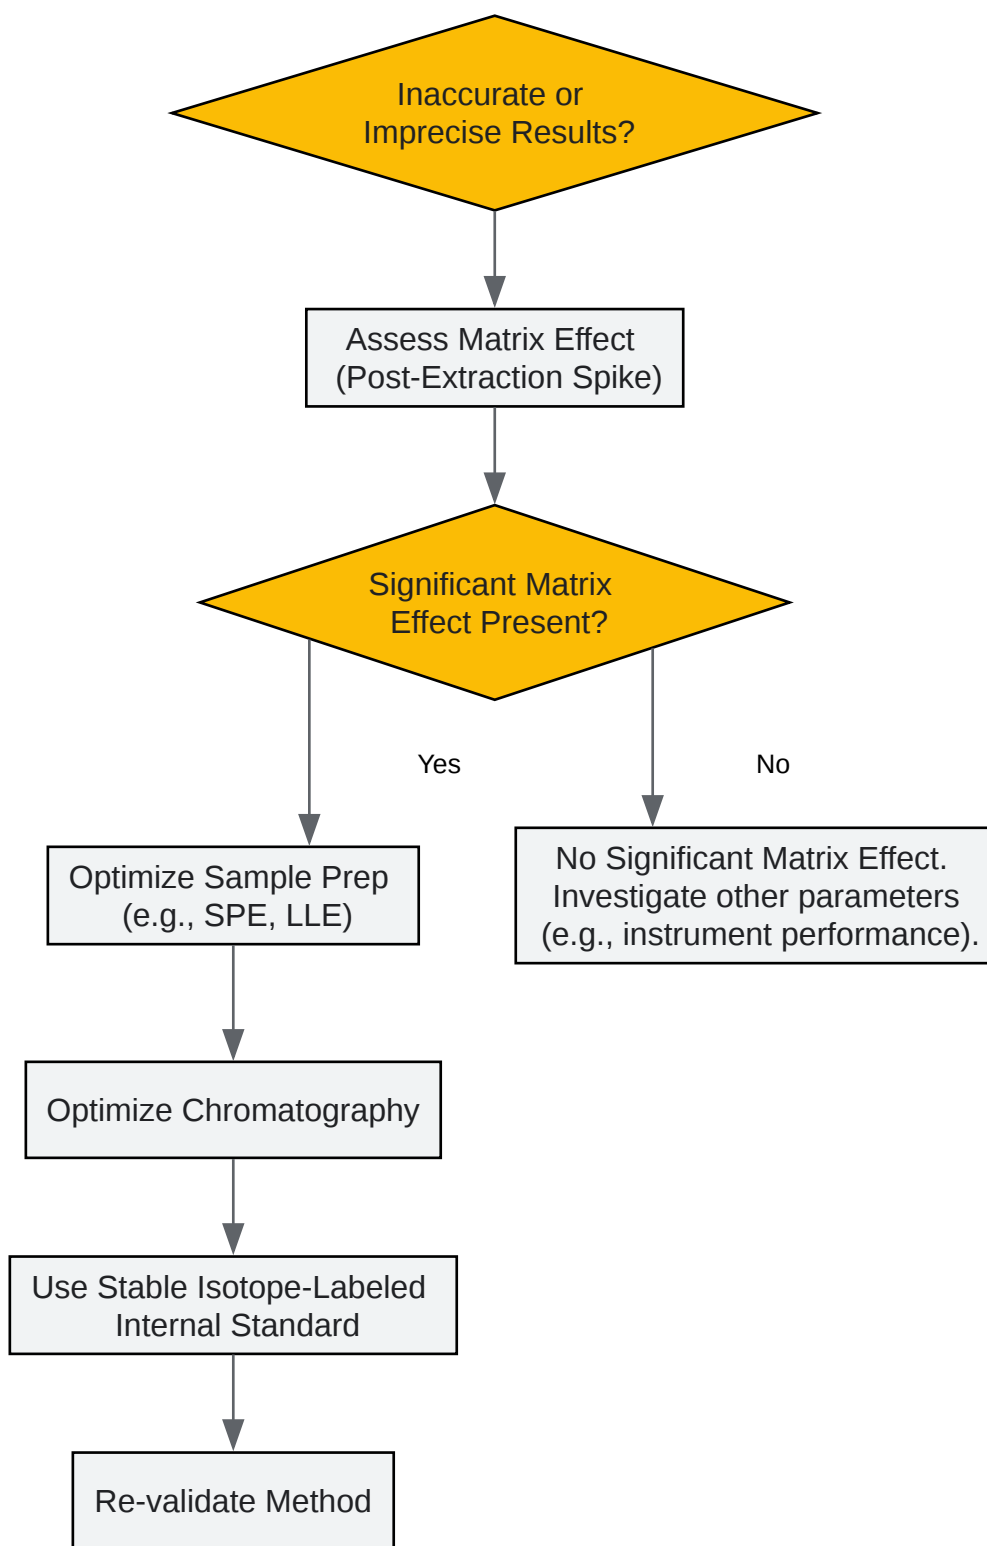 Inaccurate or
Imprecise Results?
Assess Matrix Effect
(Post-Extraction Spike)
Significant Matrix
Effect Present?
Yes
No
Optimize Sample Prep
(e.g., SPE, LLE)
No Significant Matrix Effect.
Investigate other parameters
(e.g., instrument performance).
Optimize Chromatography
Use Stable Isotope-Labeled
Internal Standard
Re-validate Method